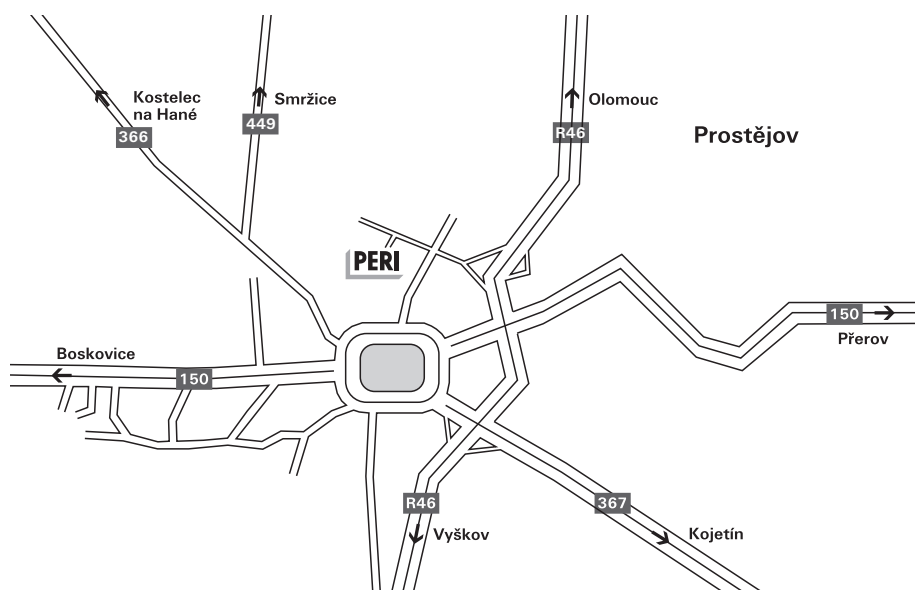 Kostelec
na Hané
366
Smržice
449
Olomouc
R46
Prostějov
PERI
150
Přerov
Boskovice
150
R46
Vyškov
367
Kojetín